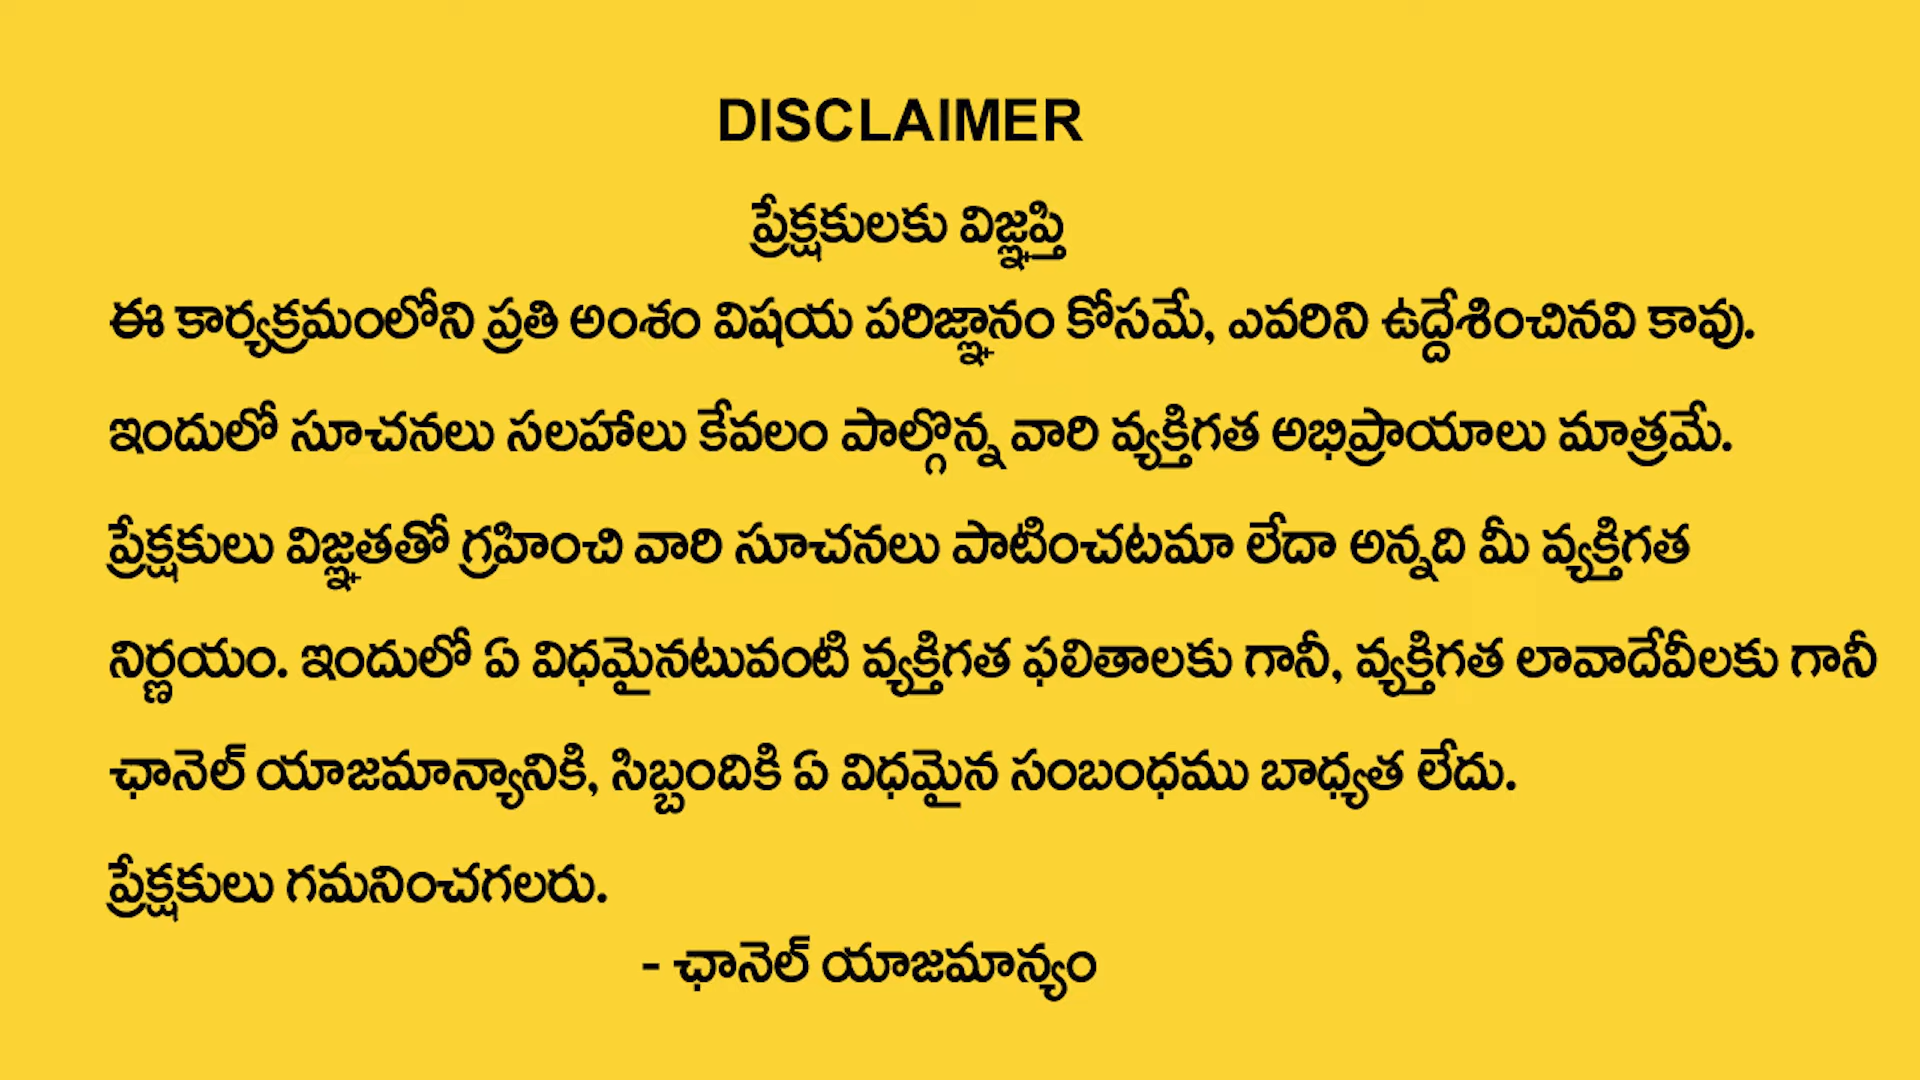 DISCLAIMER
ప్రేక్షకులకు విజ్ఞప్తి
ఈ కార్యక్రమంలోని ప్రతి అంశం విషయ పరిజ్ఞానం కోసమే, ఎవరిని ఉద్దేశించినవి కావు.
ఇందులో సూచనలు సలహాలు కేవలం పాల్గొన్న వారి వ్యక్తిగత అభిప్రాయాలు మాత్రమే.
ప్రేక్షకులు విజ్ఞతతో గ్రహించి వారి సూచనలు పాటించటమా లేదా అన్నది మీ వ్యక్తిగత
నిర్ణయం. ఇందులో ఏ విధమైనటువంటి వ్యక్తిగత ఫలితాలకు గానీ, వ్యక్తిగత లావాదేవీలకు గానీ
ఛానెల్ యాజమాన్యానికి, సిబ్బందికి ఏ విధమైన సంబంధము బాధ్యత లేదు.
ప్రేక్షకులు గమనించగలరు.
- ఛానెల్ యాజమాన్యం